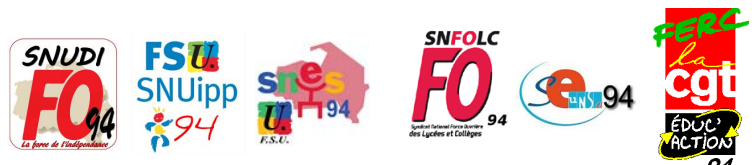 SNUDI
FO
94
La force de l'indépendance
FSU.
SNUipp
94
snes
94
U.
F.S.U.
SNFOLC
FO
94
Syndicat National Force Ouvrière
des Lycées et Collèges
SE
UNSA
94
FERC
la
cgt
ÉDUC'
ACTION
94